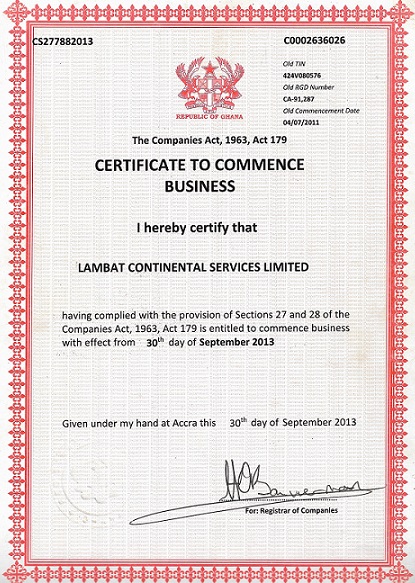 CS277882013
C0002636026
Old TIN
424V080576
Old RGD Number
CA-91,287
Old Commencement Date
04/07/2011
REPUBLIC OF GHANA
The Companies Act, 1963, Act 179
CERTIFICATE TO COMMENCE
BUSINESS
I hereby certify that
LAMBAT CONTINENTAL SERVICES LIMITED
having complied with the provision of Sections 27 and 28 of the
Companies Act, 1963, Act 179 is entitled to commence business
with effect from 30th day of September 2013
Given under my hand at Accra this 30th day of September 2013
For: Registrar of Companies